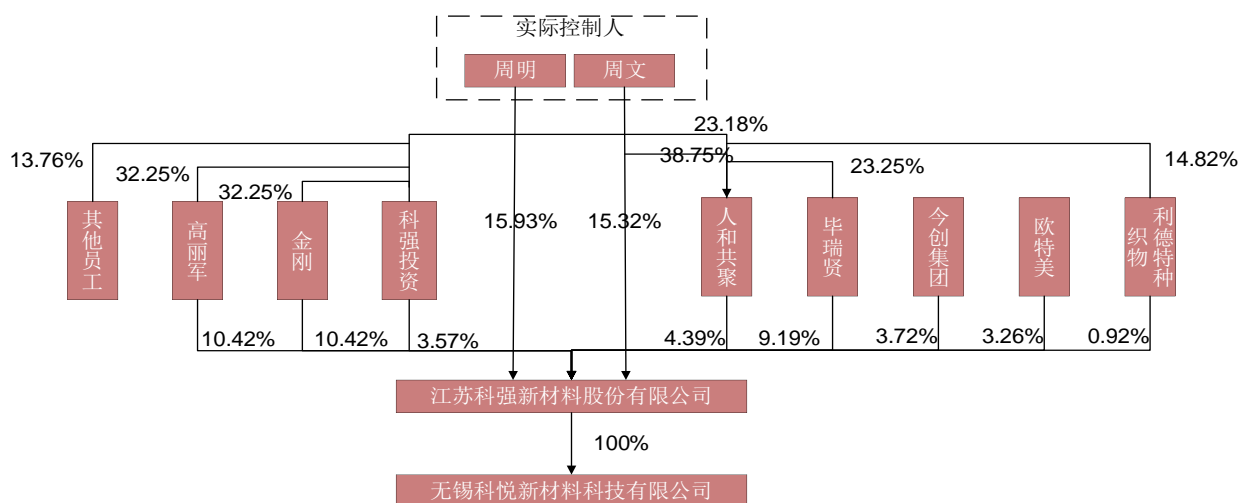 实际控制人
周明
周文
23.18%
13.76%
32.25%
32.25%
38.75%
23.25%
14.82%
其他员工
高丽军
金刚
科强投资
15.93%
15.32%
人和共聚
毕瑞贤
今创集团
欧特美
利德特种
织物
10.42%
10.42%
3.57%
4.39%
9.19%
3.72%
3.26%
0.92%
江苏科强新材料股份有限公司
100%
无锡科悦新材料科技有限公司